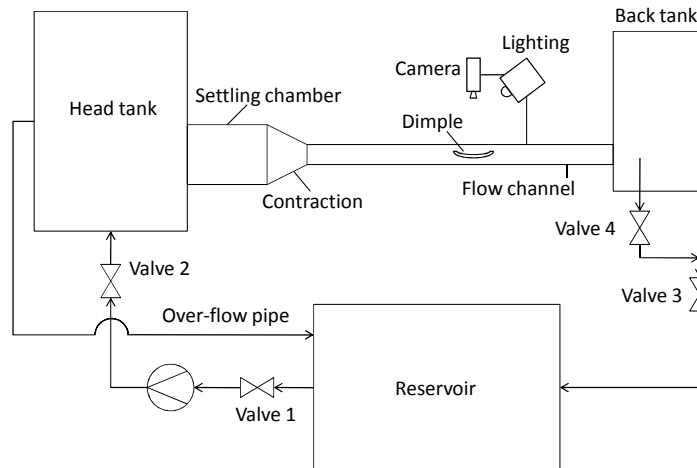 Back tank
Lighting
Camera
Head tank
Settling chamber
Dimple
Contraction
Flow channel
Valve 4
Valve 2
Valve 3
Over-flow pipe
Reservoir
Valve 1